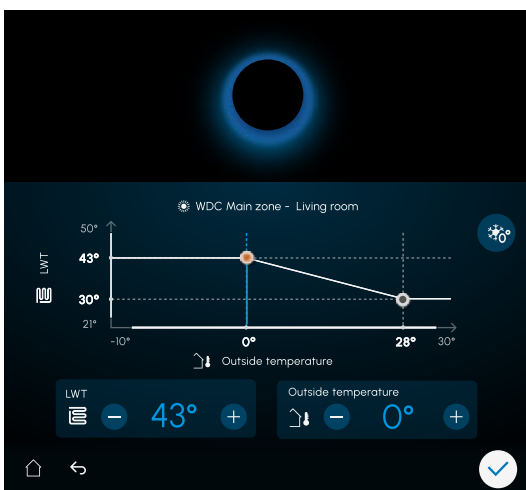 WDC Main zone - Living room
50°
LWT
43°
30°
21°
-10°
0°
28°
30°
Outside temperature
0°
LWT
43°
Outside temperature
0°